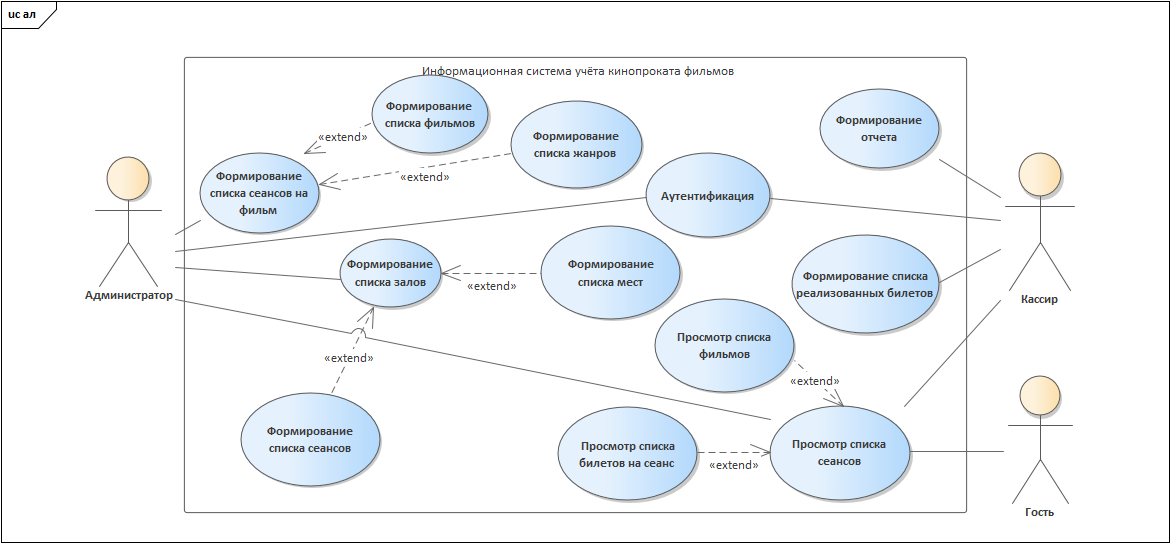 uc ал
Информационная система учёта кинопроката фильмов
Формирование
списка фильмов
«extend»
Формирование
списка жанров
«extend»
Формирование
отчета
Формирование
списка сеансов на
фильм
Аутентификация
Администратор
Кассир
Формирование
списка залов
Формирование
списка мест
«extend»
Формирование списка
реализованных билетов
Просмотр списка
фильмов
«extend»
«extend»
Формирование
списка сеансов
Просмотр списка
билетов на сеанс
«extend»
Просмотр списка
сеансов
Гость